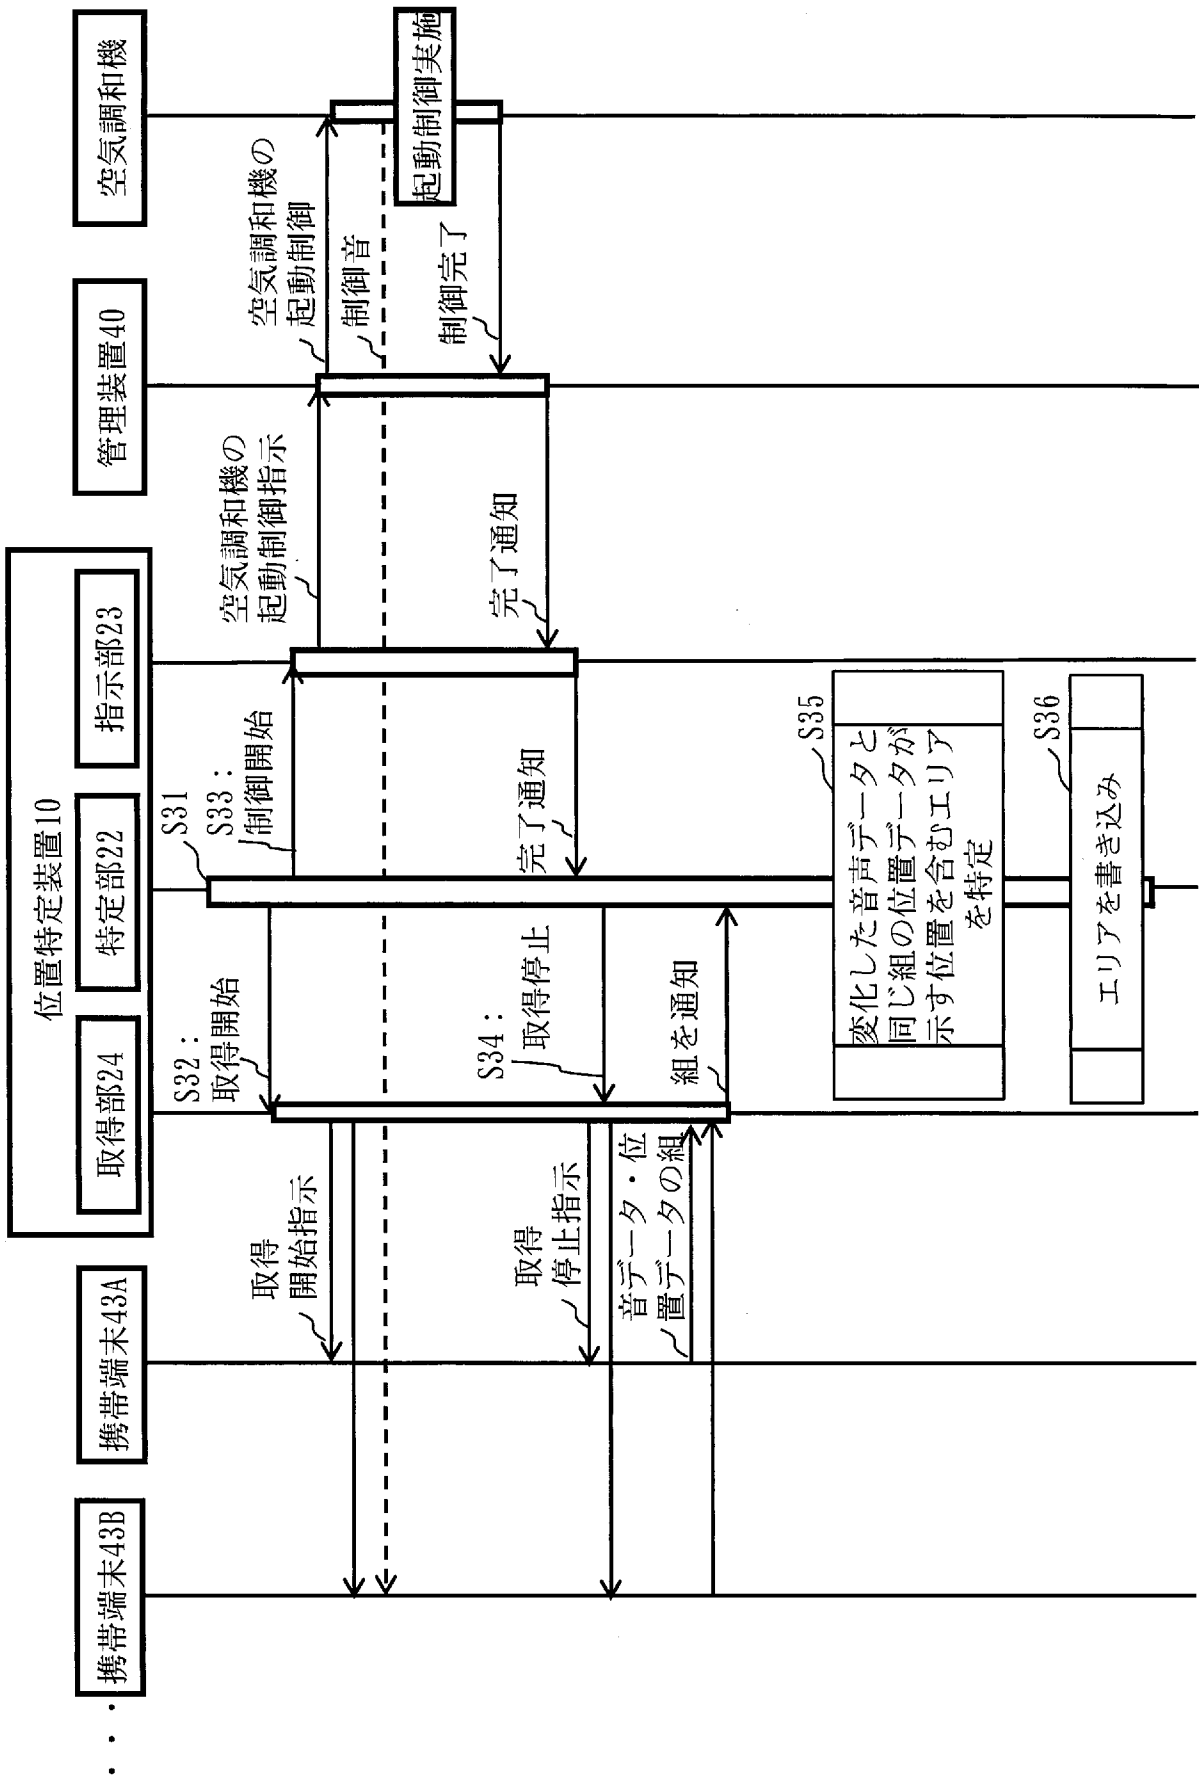 位置特定装置10
・・・
携帯端末43B
携帯端末43A
取得部24
特定部22
指示部23
管理装置40
空気調和機
S31
S32：
取得開始
S33：
制御開始
取得
開始指示
空気調和機の
起動制御指示
空気調和機の
起動制御
制御音
起動制御実施
制御完了
完了通知
完了通知
S34：
取得停止
取得
停止指示
音データ・位
置データの組
組を通知
S35
変化した音声データと
同じ組の位置データが
示す位置を含むエリア
を特定
S36
エリアを書き込み